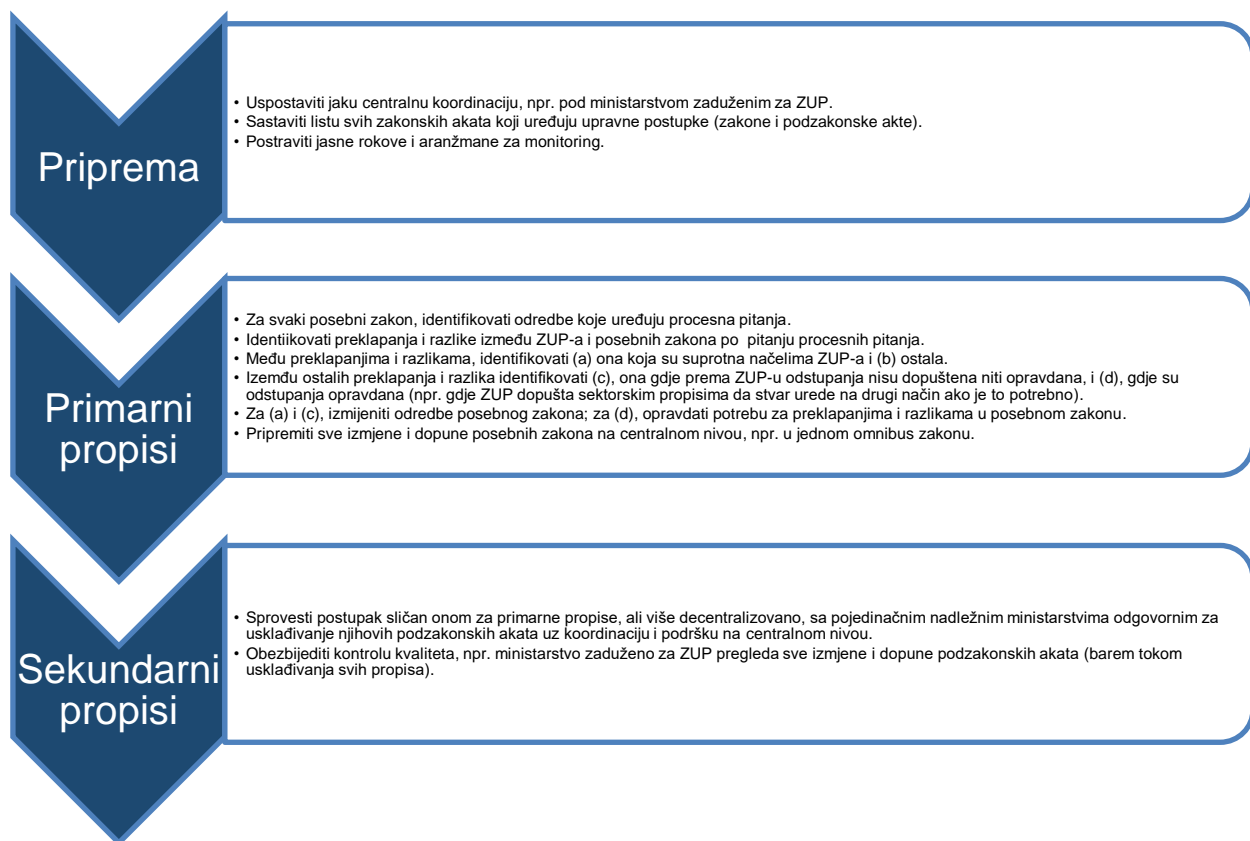 Priprema
• Uspostaviti jaku centralnu koordinaciju, npr. pod ministarstvom zaduženim za ZUP.
• Sastaviti listu svih zakonskih akata koji uređuju upravne postupke (zakone i podzakonske akte).
• Postraviti jasne rokove i aranžmane za monitoring.
Primarni
propisi
• Za svaki posebni zakon, identifikovati odredbe koje uređuju procesna pitanja.
• Identiikovati preklapanja i razlike između ZUP-a i posebnih zakona po pitanju procesnih pitanja.
• Među preklapanjima i razlikama, identifikovati (a) ona koja su suprotna načelima ZUP-a i (b) ostala.
• Izemđu ostalih preklapanja i razlika identifikovati (c), ona gdje prema ZUP-u odstupanja nisu dopuštena niti opravdana, i (d), gdje su
odstupanja opravdana (npr. gdje ZUP dopušta sektorskim propisima da stvar urede na drugi način ako je to potrebno).
• Za (a) i (c), izmijeniti odredbe posebnog zakona; za (d), opravdati potrebu za preklapanjima i razlikama u posebnom zakonu.
• Pripremiti sve izmjene i dopune posebnih zakona na centralnom nivou, npr. u jednom omnibus zakonu.
Sekundarni
propisi
• Sprovesti postupak sličan onom za primarne propise, ali više decentralizovano, sa pojedinačnim nadležnim ministarstvima odgovornim za
usklađivanje njihovih podzakonskih akata uz koordinaciju i podršku na centralnom nivou.
• Obezbijediti kontrolu kvaliteta, npr. ministarstvo zaduženo za ZUP pregleda sve izmjene i dopune podzakonskih akata (barem tokom
usklađivanja svih propisa).